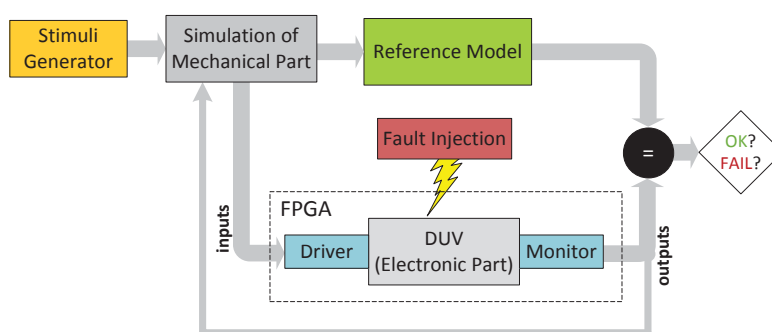 Stimuli
Generator
Simulation of
Mechanical Part
Reference Model
Fault Injection
=
OK?
FAIL?
inputs
FPGA
Driver
DUV
(Electronic Part)
Monitor
outputs